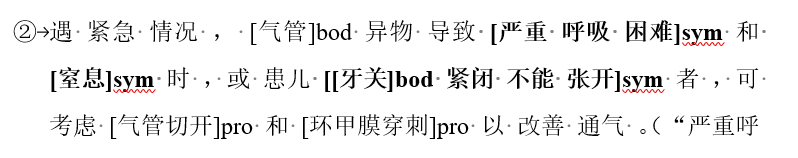 ②→遇·紧急·情况·，·[气管]bod·异物·导致·[严重·呼吸·困难]sym·和·
[窒息]sym·时·，·或·患儿·[[牙关]bod·紧闭·不能·张开]sym·者·，·可·
考虑·[气管切开]pro·和·[环甲膜穿刺]pro·以·改善·通气·。（“严重呼